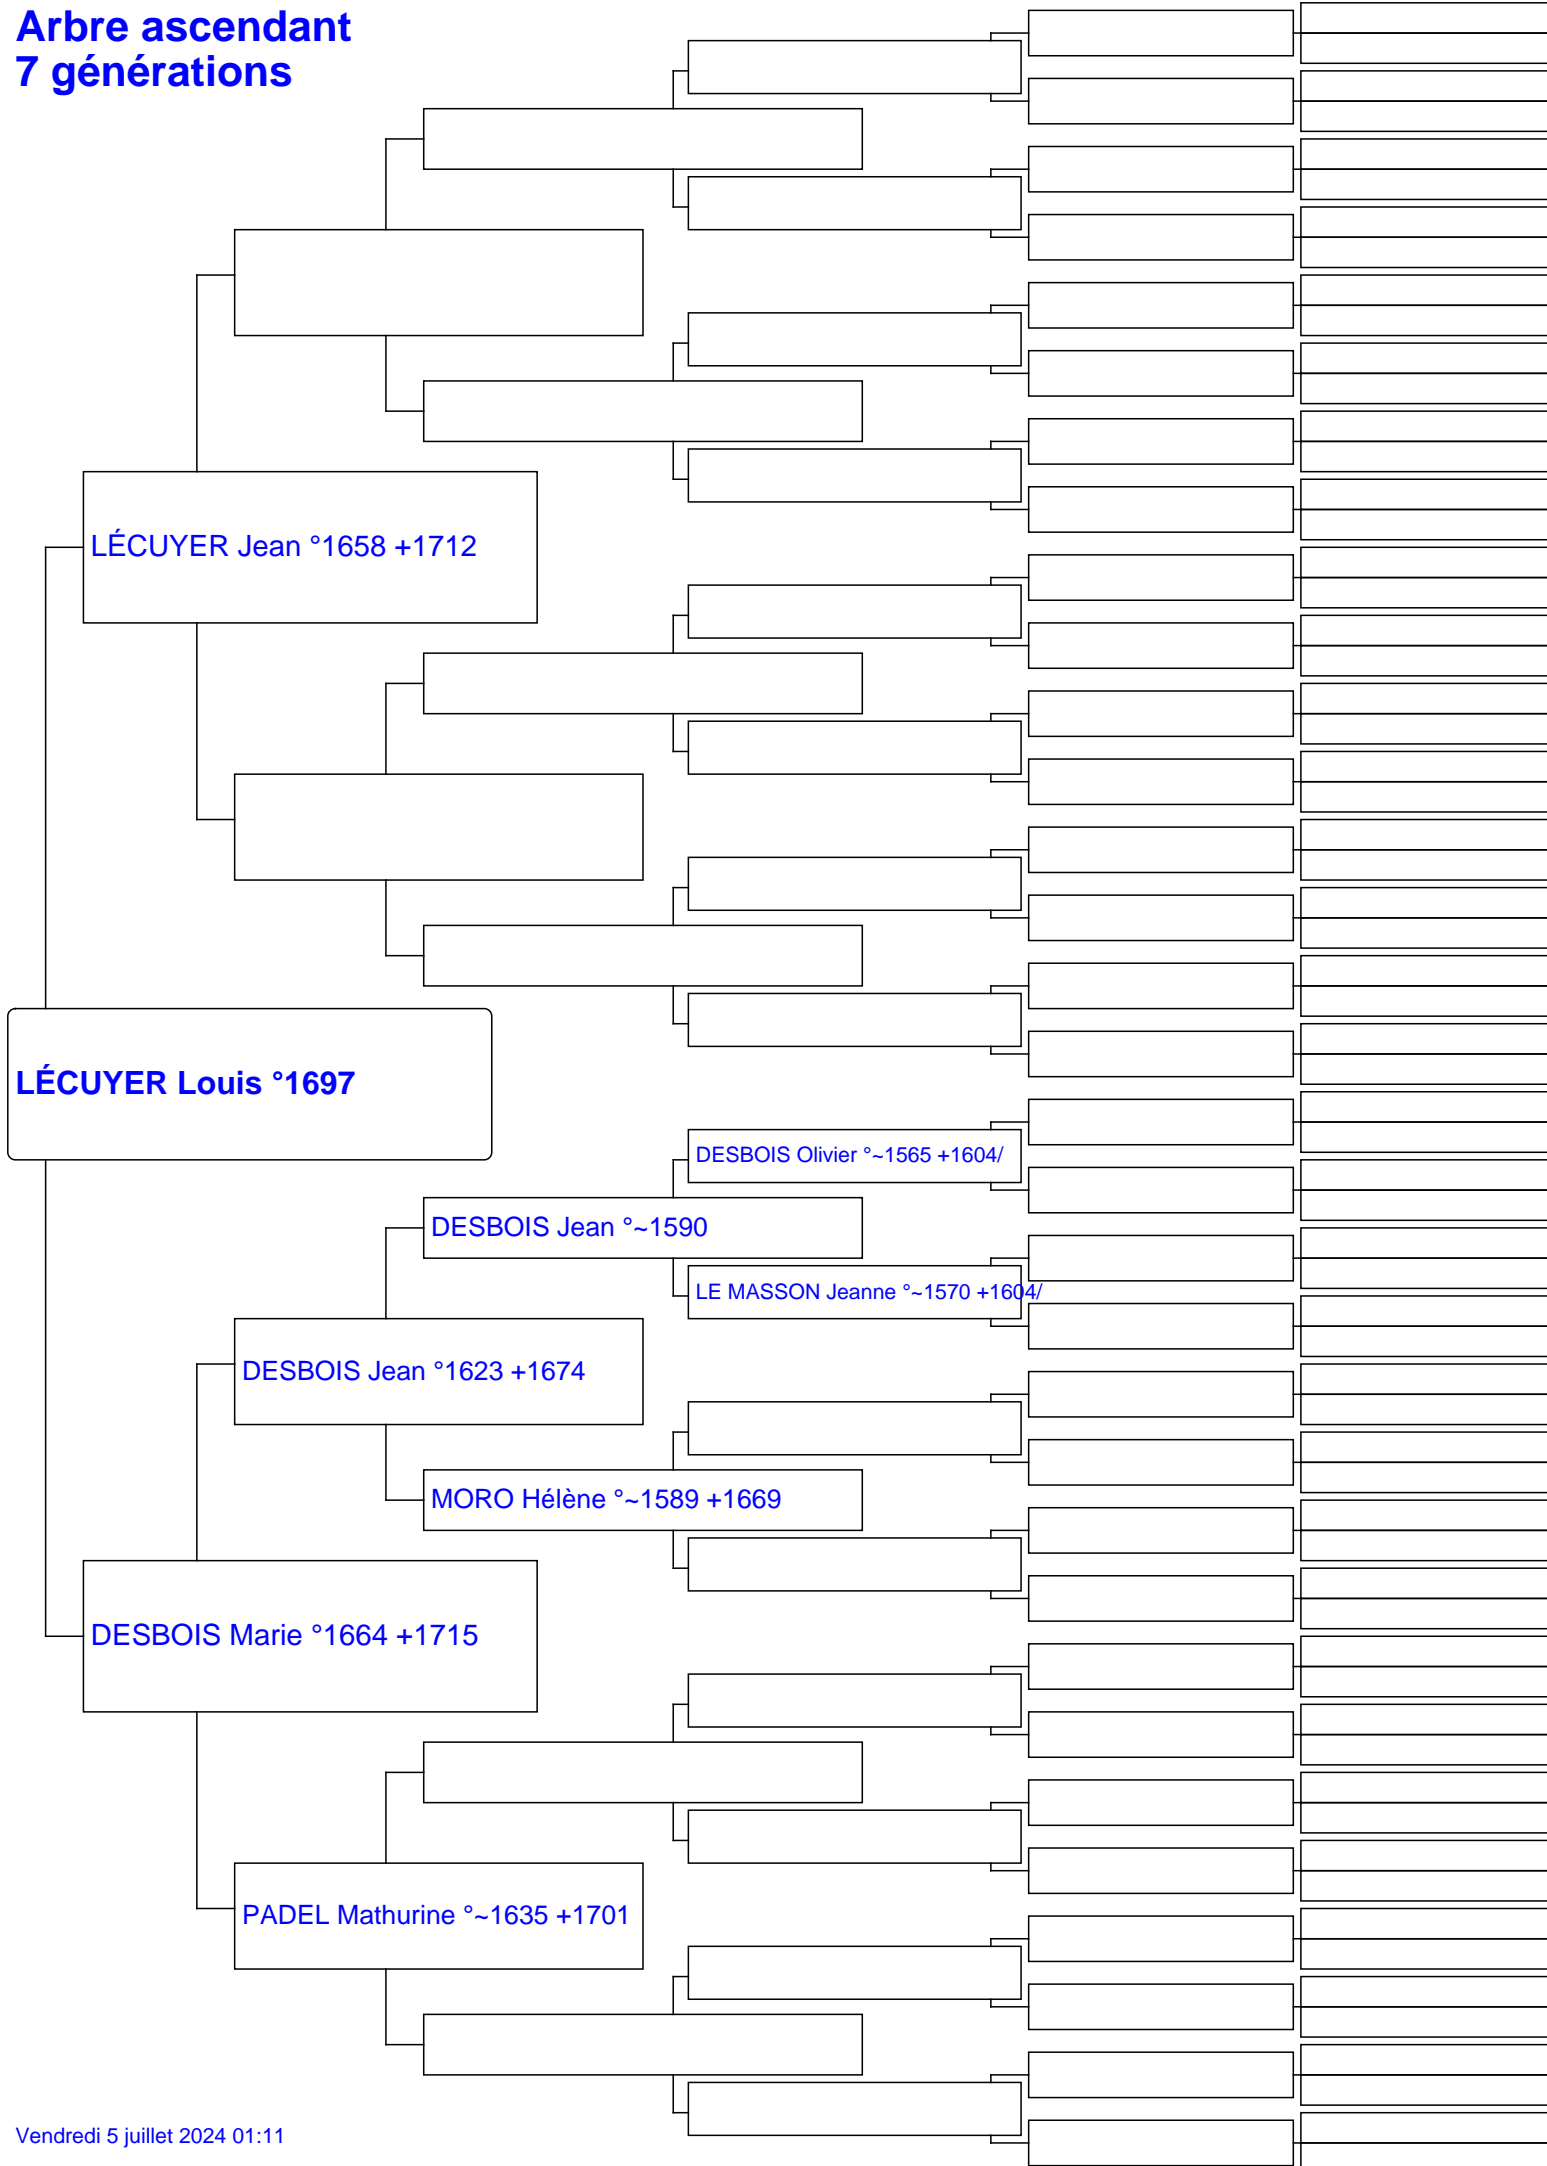 Arbre ascendant
7 générations
LÉCUYER Jean °1658 +1712
LÉCUYER Louis °1697
DESBOIS Olivier °~1565 +1604/
DESBOIS Jean °~1590
LE MASSON Jeanne °~1570 +1604/
DESBOIS Jean °1623 +1674
MORO Hélène °~1589 +1669
DESBOIS Marie °1664 +1715
PADEL Mathurine °~1635 +1701
Vendredi 5 juillet 2024 01:11